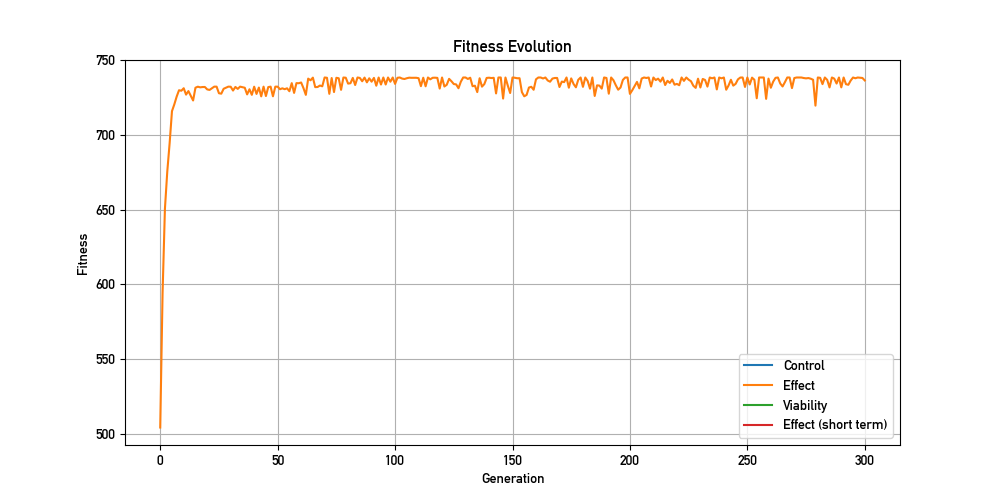 Fitness Evolution
750
700
650
600
550
500
Fitness
0 50 100 150 200 250 300
Generation
Control
Effect
Viability
Effect (short term)